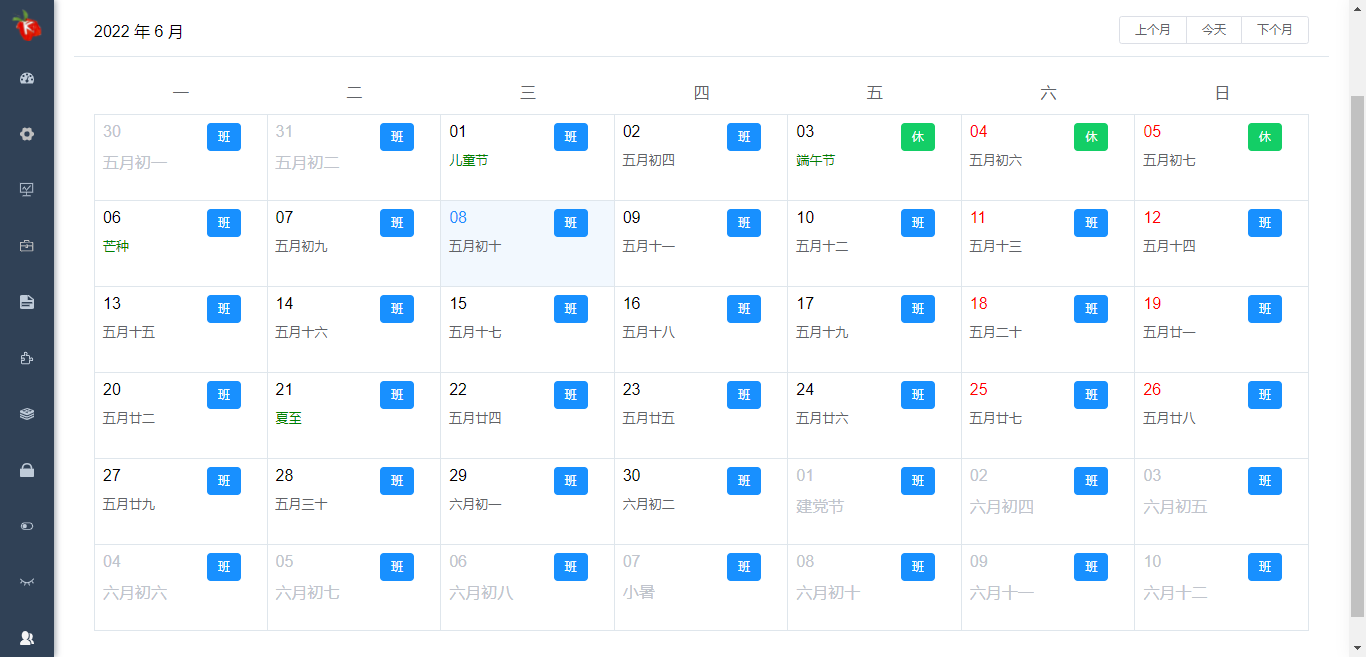 2022 年 6 月
上个月 今天 下个月
一 二 三 四 五 六 日
30 班 31 班 01 班 02 班 03 休 04 休 05 休
五月初一 五月初二 儿童节 五月初四 端午节 五月初六 五月初七
06 班 07 班 08 班 09 班 10 班 11 班 12 班
芒种 五月初九 五月初十 五月十一 五月十二 五月十三 五月十四
13 班 14 班 15 班 16 班 17 班 18 班 19 班
五月十五 五月十六 五月十七 五月十八 五月十九 五月二十 五月廿一
20 班 21 班 22 班 23 班 24 班 25 班 26 班
五月廿二 夏至 五月廿四 五月廿五 五月廿六 五月廿七 五月廿八
27 班 28 班 29 班 30 班 01 班 02 班 03 班
五月廿九 五月三十 六月初一 六月初二 建党节 六月初四 六月初五
04 班 05 班 06 班 07 班 08 班 09 班 10 班
六月初六 六月初七 六月初八 小暑 六月初十 六月十一 六月十二